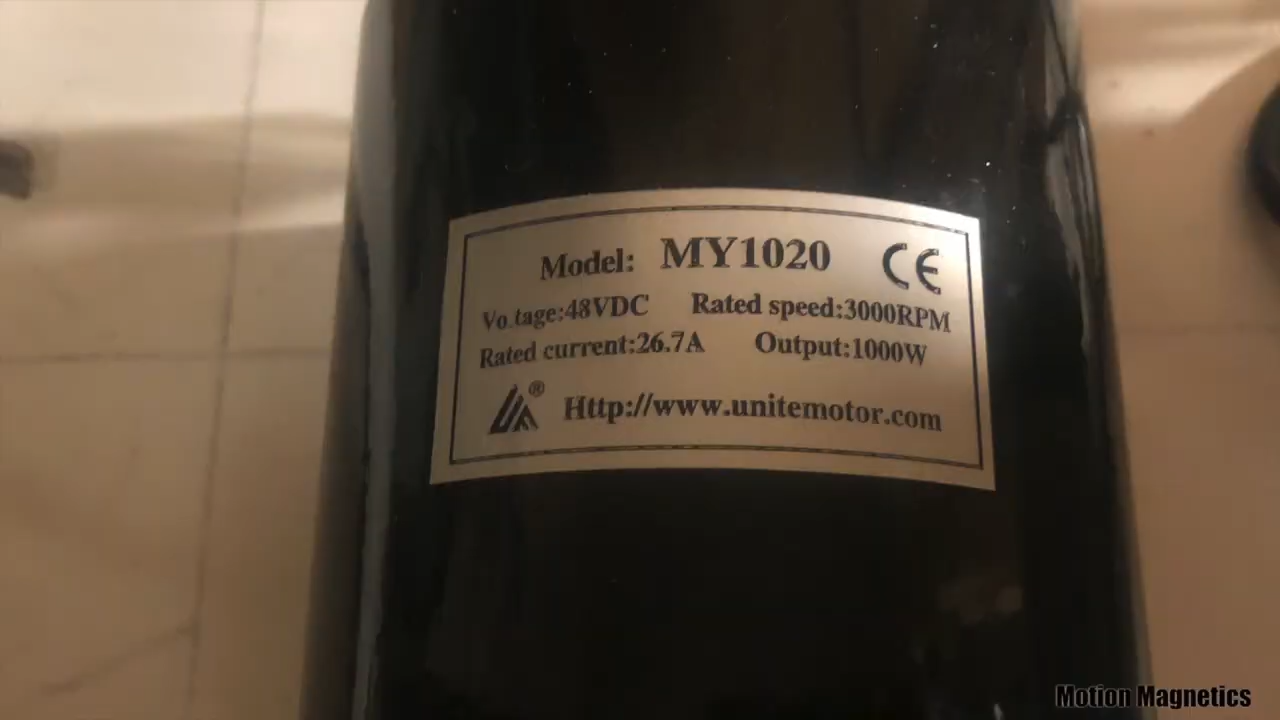 Model: MY1020 CE
Vo.tage:48VDC Rated speed:3000RPM
Rated current:26.7A Output:1000W
® Http://www.unitemotor.com
Motion Magnetics